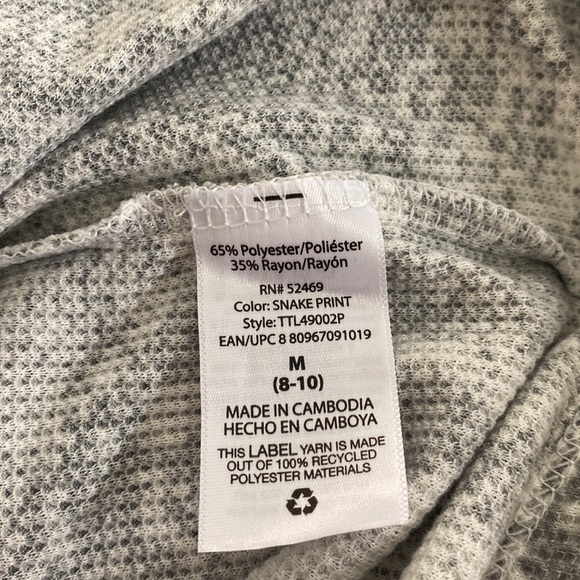 65% Polyester/Poliéster
35% Rayon/Rayón
RN# 52469
Color: SNAKE PRINT
Style: TTL49002P
EAN/UPC 8 80967091019
M
(8-10)
MADE IN CAMBODIA
HECHO EN CAMBOYA
THIS LABEL YARN IS MADE
OUT OF 100% RECYCLED
POLYESTER MATERIALS